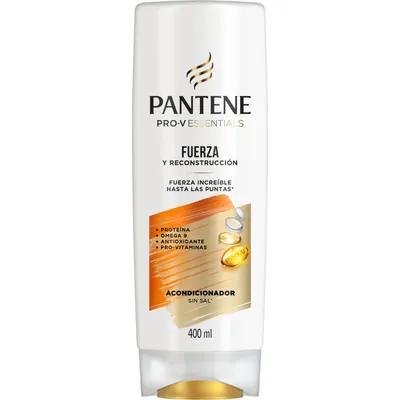 PANTENE
PRO-V ESSENTIALS
FUERZA
Y RECONSTRUCCIÓN
FUERZA INCREÍBLE
HASTA LAS PUNTAS*
• PROTEÍNA
• OMEGA 9
• ANTIOXIDANTE
• PRO-VITAMINAS
ACONDICIONADOR
SIN SAL*
400 ml